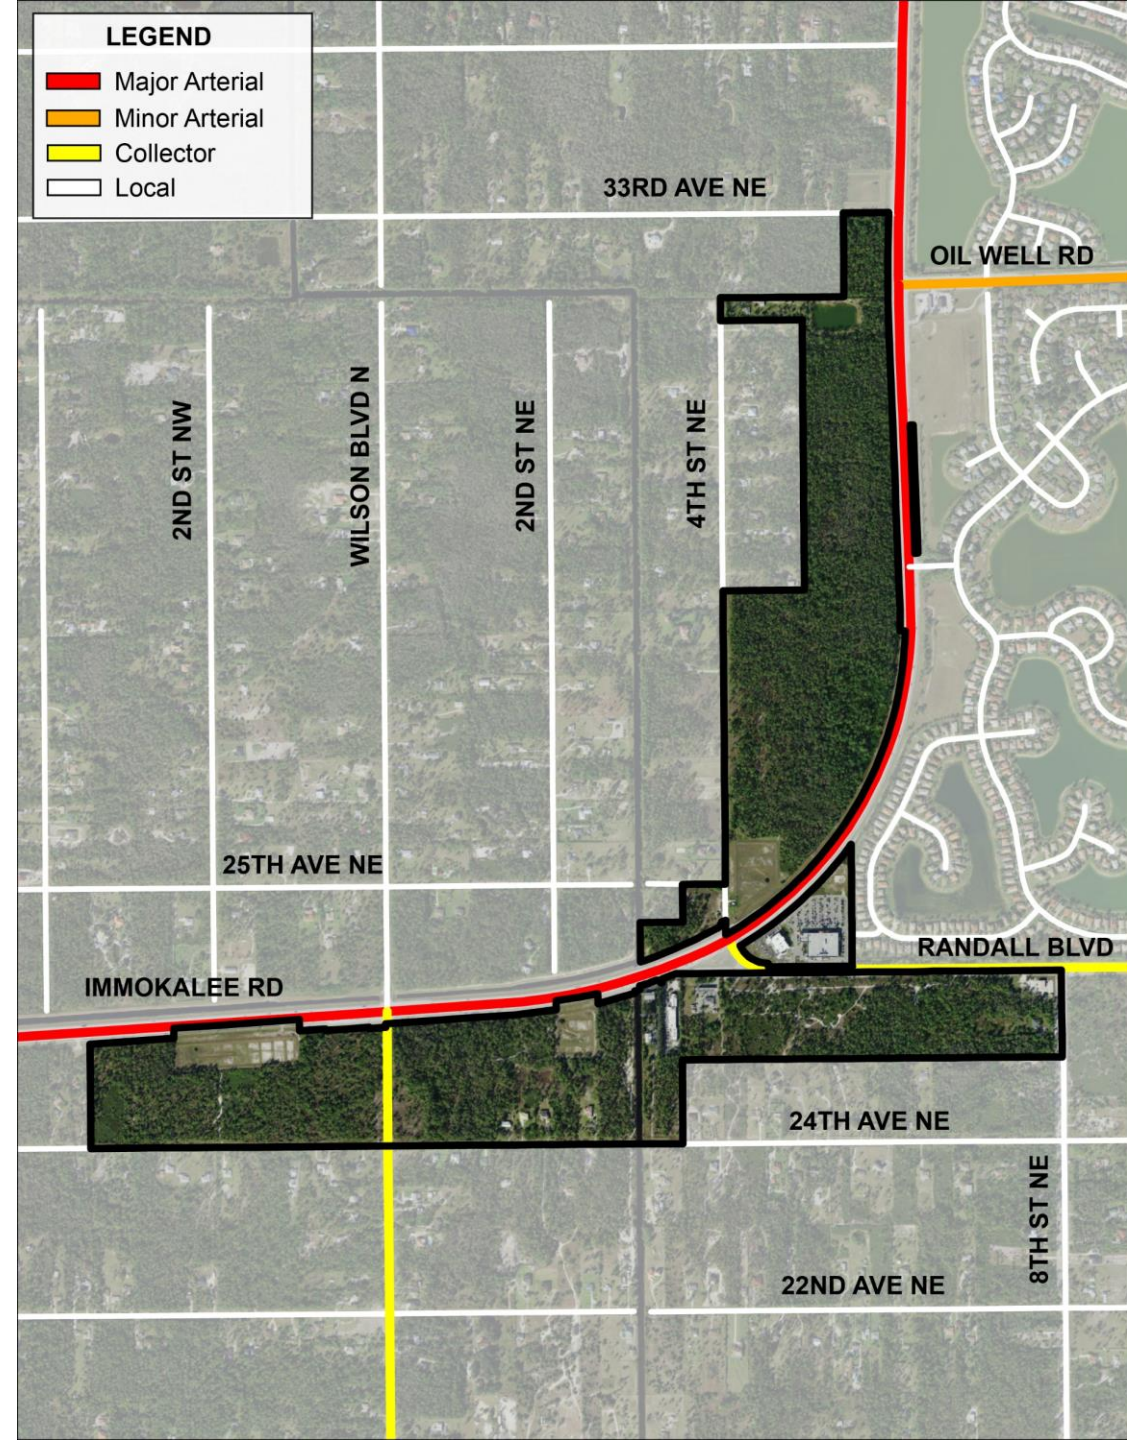 LEGEND
Major Arterial
Minor Arterial
Collector
Local
33RD AVE NE
OIL WELL RD
2ND ST NW
WILSON BLVD N
2ND ST NE
4TH ST NE
25TH AVE NE
RANDALL BLVD
IMMOKALEE RD
24TH AVE NE
8TH ST NE
22ND AVE NE